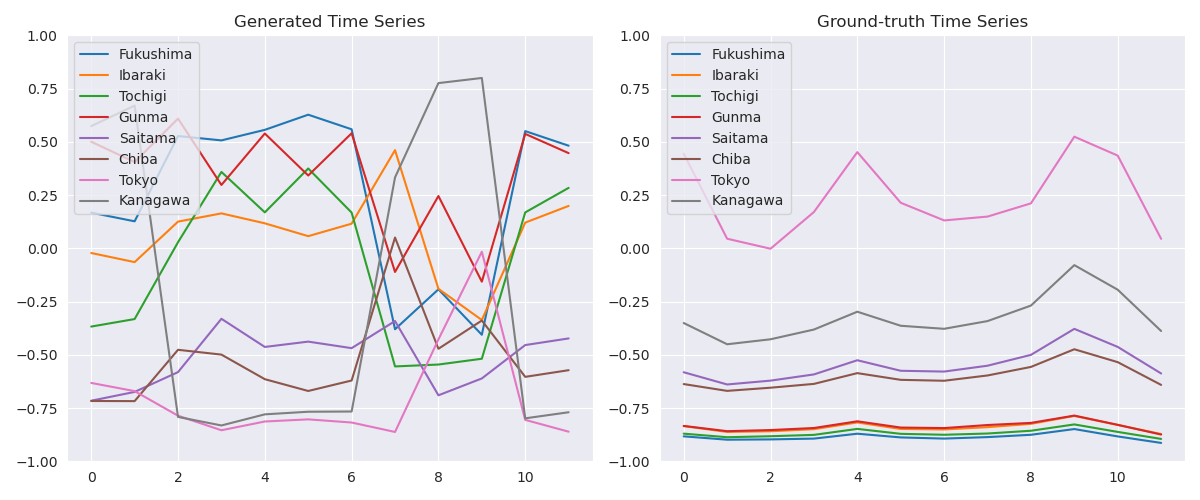 Generated Time Series
1.00
0.75
0.50
0.25
0.00
−0.25
−0.50
−0.75
−1.00
Fukushima
Ibaraki
Tochigi
Gunma
Saitama
Chiba
Tokyo
Kanagawa
0 2 4 6 8 10
Ground-truth Time Series
1.00
0.75
0.50
0.25
0.00
−0.25
−0.50
−0.75
−1.00
Fukushima
Ibaraki
Tochigi
Gunma
Saitama
Chiba
Tokyo
Kanagawa
0 2 4 6 8 10